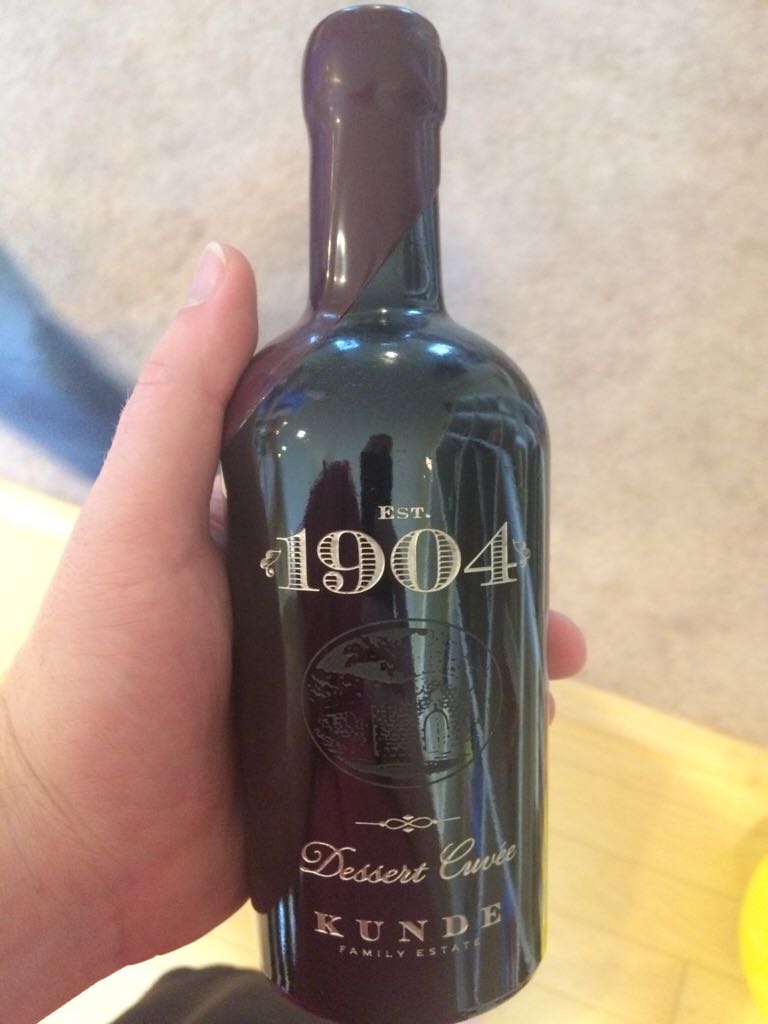 EST.
1904
Dessert Cuvée
KUNDE
FAMILY ESTATE